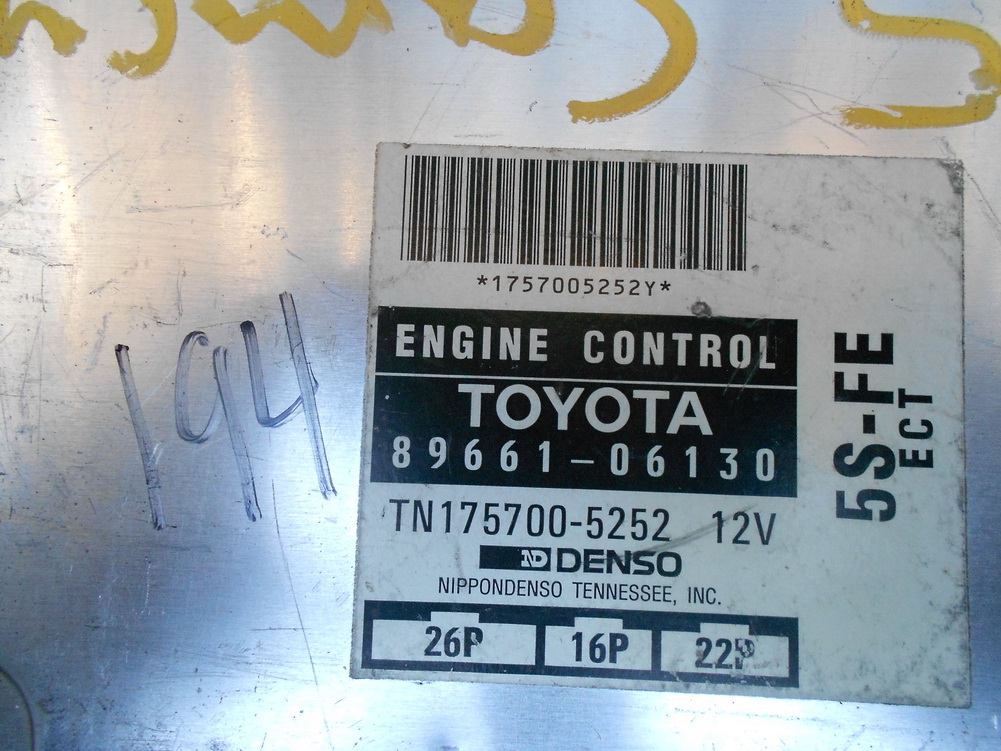 194
*1757005252Y*
ENGINE CONTROL
TOYOTA
89661-06130
TN175700-5252 12V
ND DENSO
NIPPONDENSO TENNESSEE, INC.
26P 16P 22P
5S-FE
ECT